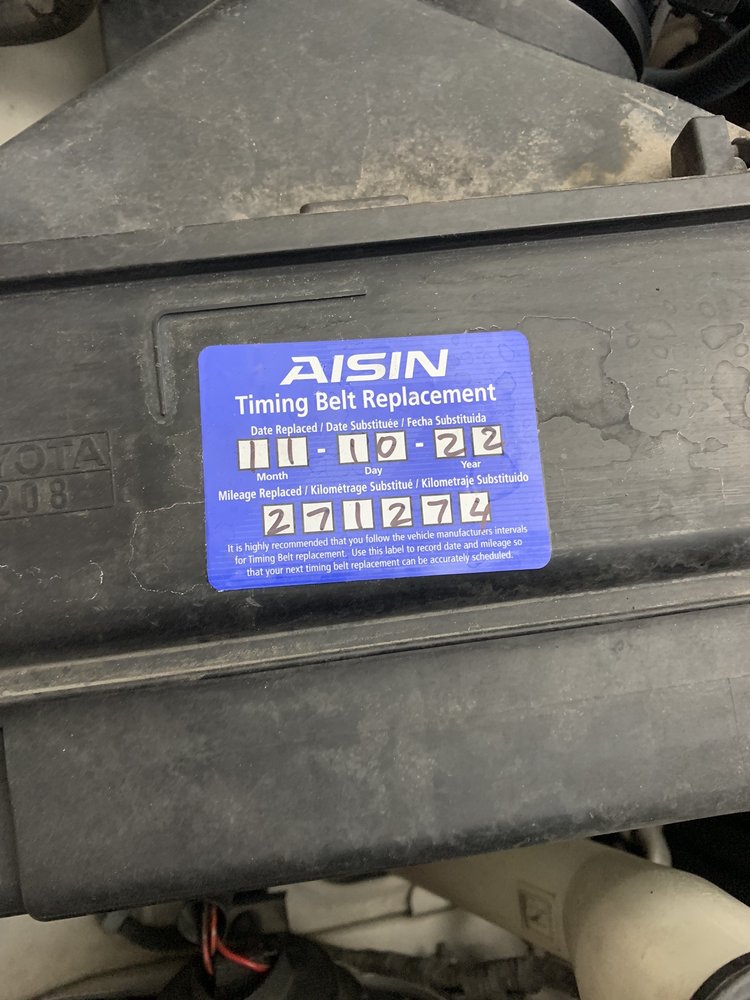 AISIN
Timing Belt Replacement
Date Replaced / Date Substituée / Fecha Substituida
11 - 10 - 22
Month Day Year
Mileage Replaced / Kilométrage Substitué / Kilometraje Substituido
271274
It is highly recommended that you follow the vehicle manufacturers intervals
for Timing Belt replacement. Use this label to record date and mileage so
that your next timing belt replacement can be accurately scheduled.
OYOTA
208